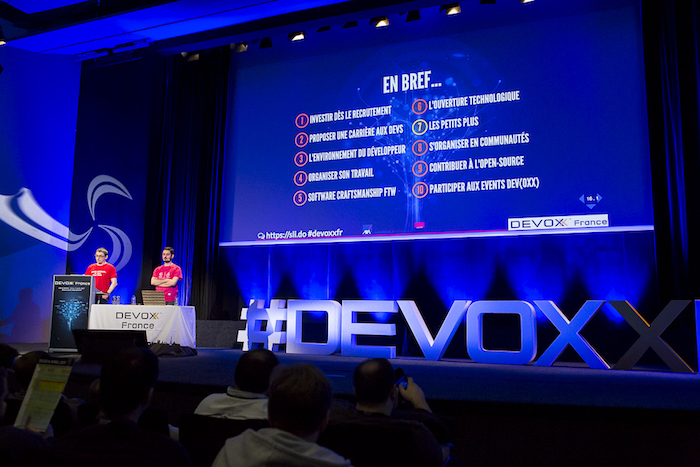 EN BREF...
1 INVESTIR DÈS LE RECRUTEMENT
2 PROPOSER UNE CARRIÈRE AUX DEVS
3 L'ENVIRONNEMENT DU DÉVELOPPEUR
4 ORGANISER SON TRAVAIL
5 SOFTWARE CRAFTSMANSHIP FTW
6 L'OUVERTURE TECHNOLOGIQUE
7 LES PETITS PLUS
8 S'ORGANISER EN COMMUNAUTÉS
9 CONTRIBUER À L'OPEN-SOURCE
10 PARTICIPER AUX EVENTS DEV(OXX)
16.1
https://sli.do #devoxxfr
AXA
DEVOXX France
DEVOXX France
DEVOXX
France
#DEVOXX